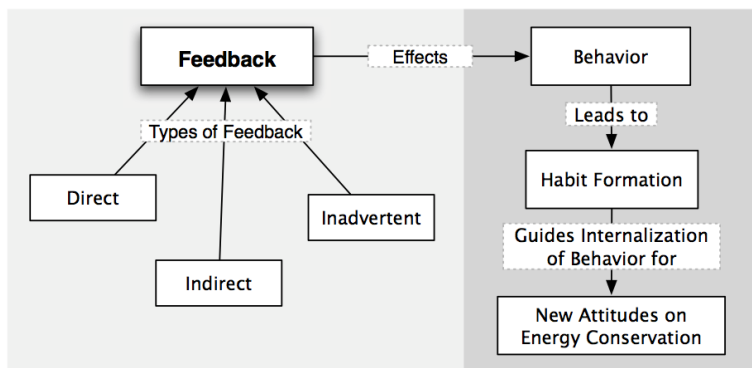 Feedback
Effects
Behavior
Types of Feedback
Leads to
Direct
Inadvertent
Indirect
Habit Formation
Guides Internalization
of Behavior for
New Attitudes on
Energy Conservation